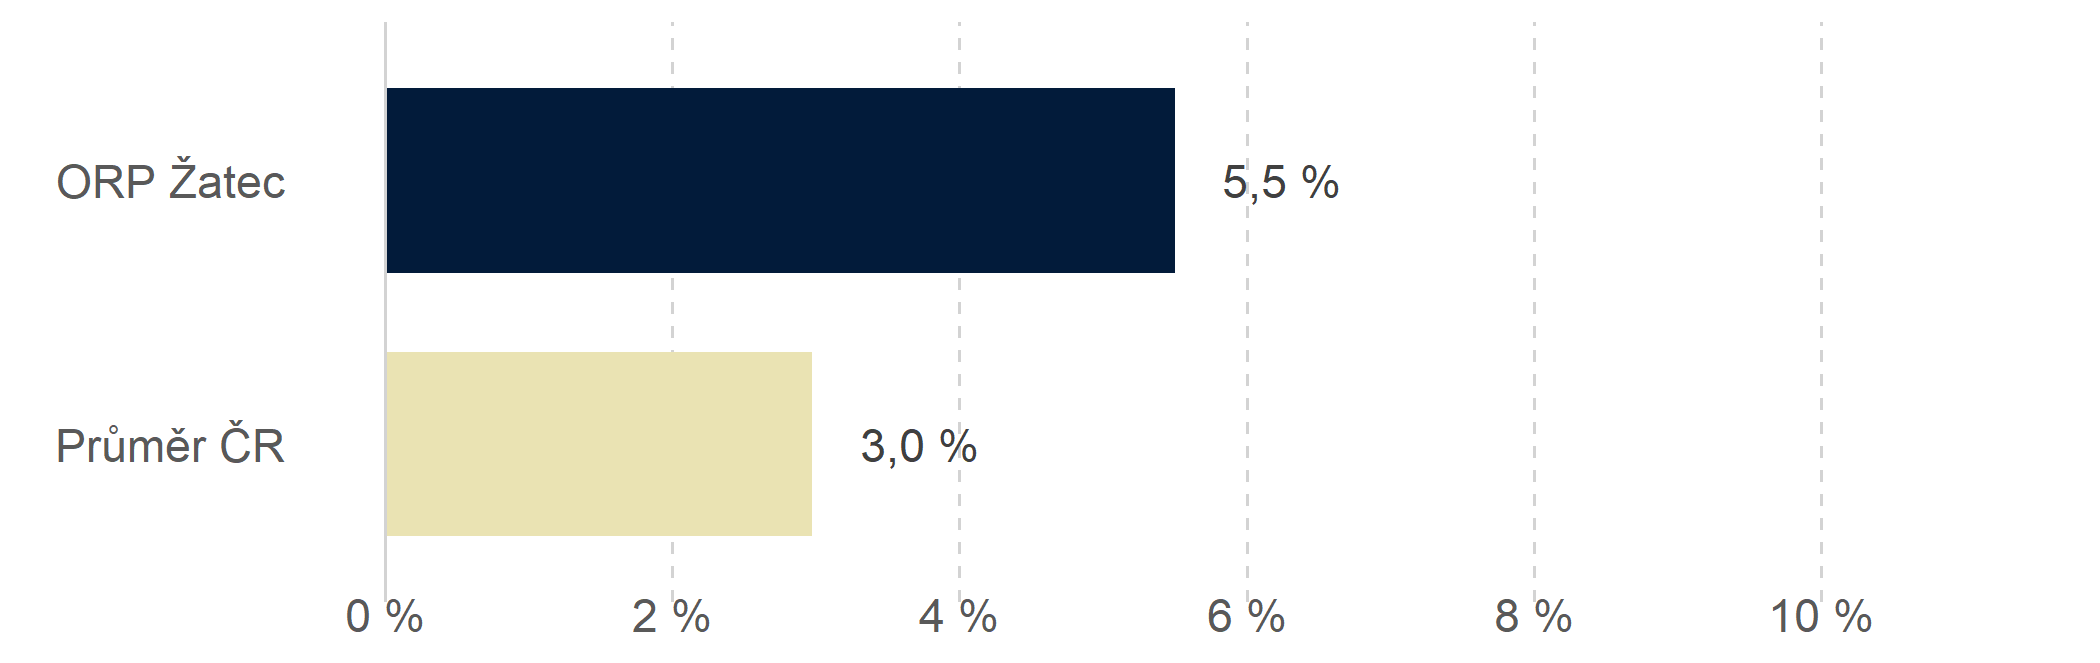 ORP Žatec 5,5 %
Průměr ČR 3,0 %
0 % 2 % 4 % 6 % 8 % 10 %